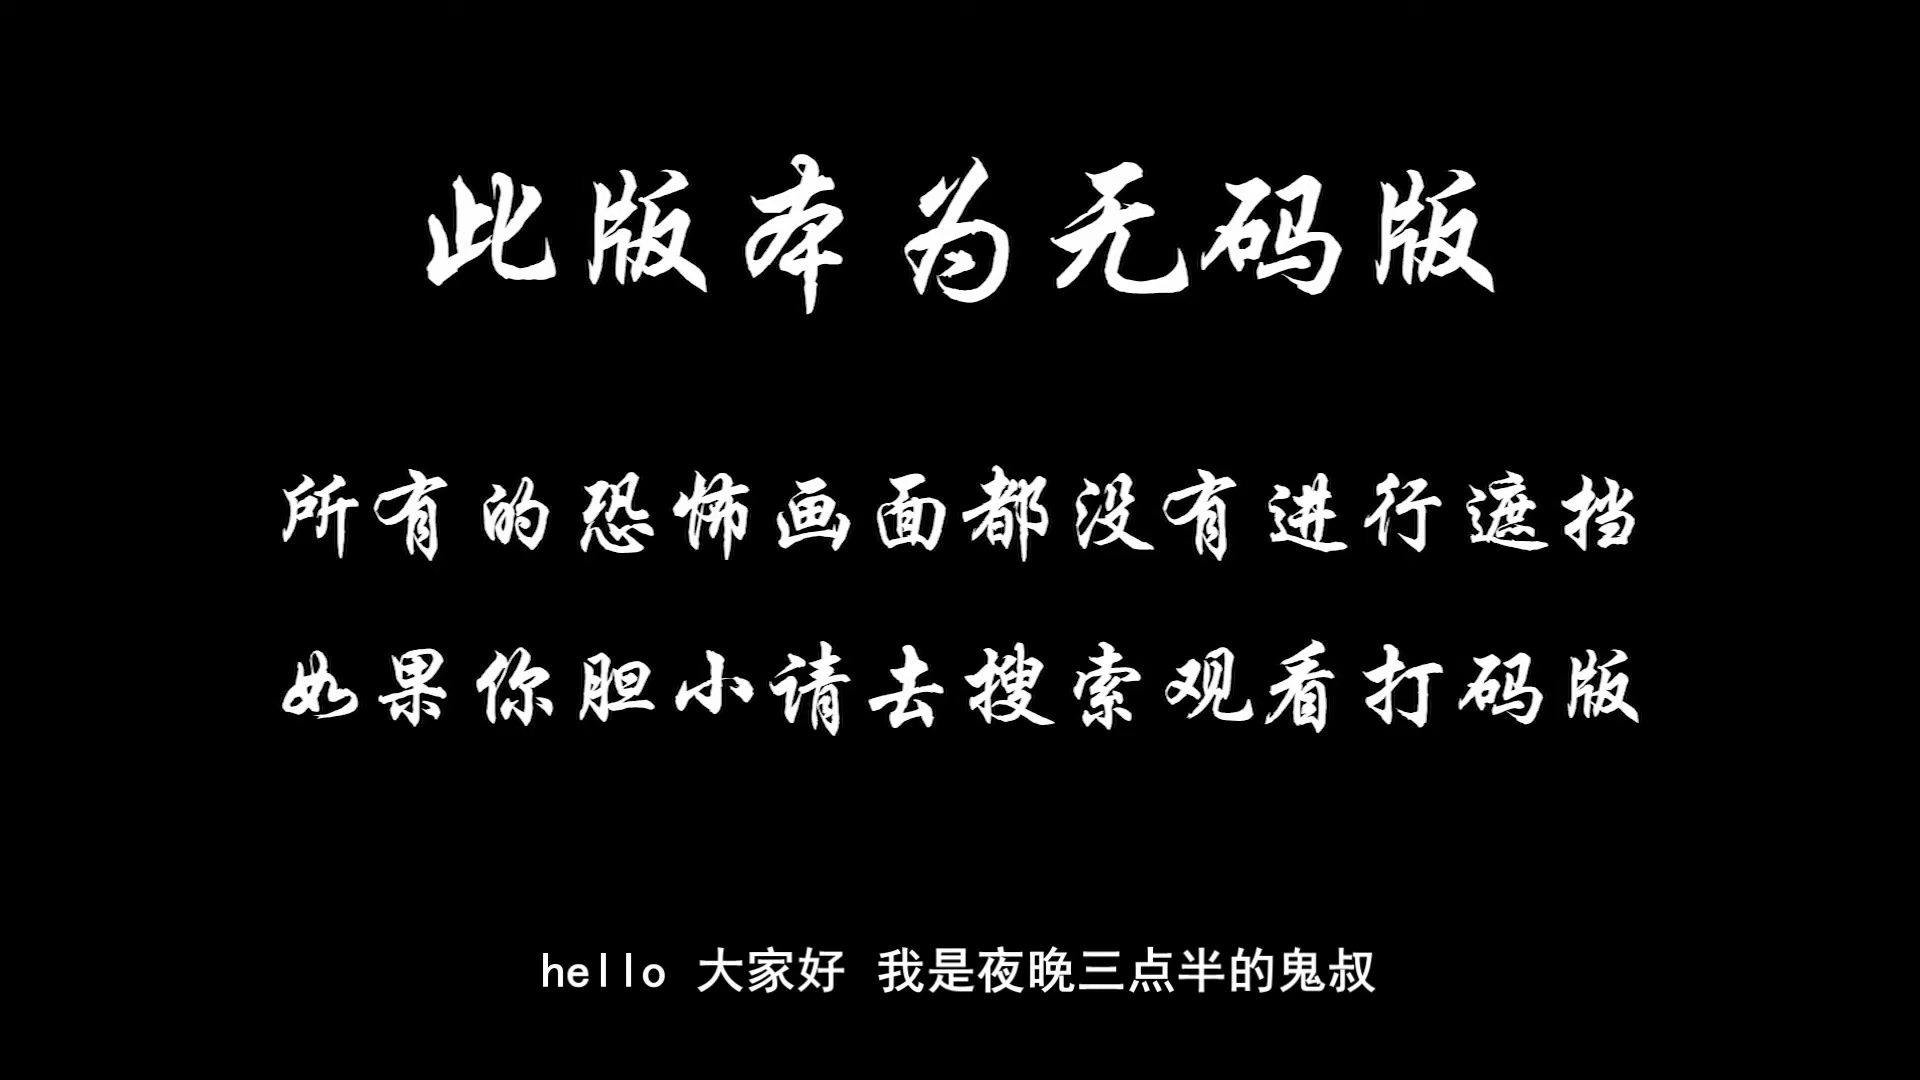 此版本为无码版
所有的恐怖画面都没有进行遮挡
如果你胆小请去搜索观看打码版
hello 大家好 我是夜晚三点半的鬼叔